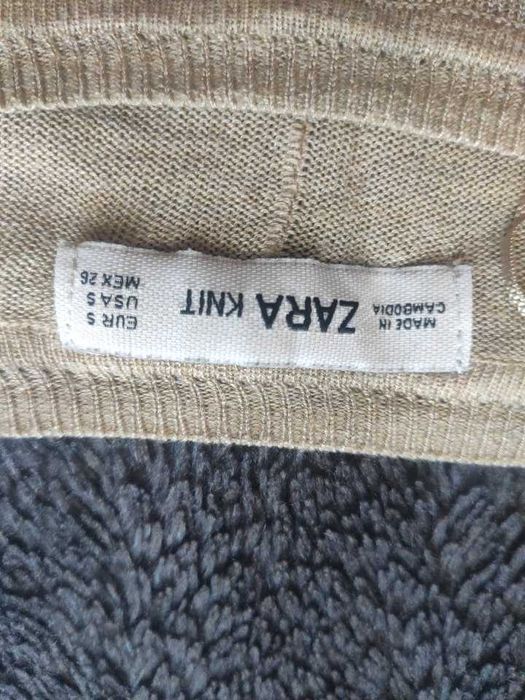 MADE IN
CAMBODIA
ZARA KNIT
EUR S
USA S
MEX 26